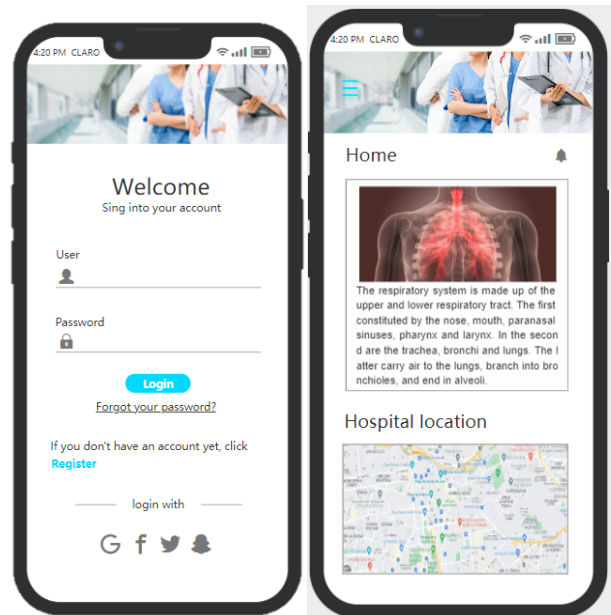 4:20 PM CLARO
Welcome
Sing into your account
User
Password
Login
Forgot your password?
If you don't have an account yet, click
Register
login with
G f
4:20 PM CLARO
Home
The respiratory system is made up of the
upper and lower respiratory tract. The first
constituted by the nose, mouth, paranasal
sinuses, pharynx and larynx. In the secon
d are the trachea, bronchi and lungs. The l
atter carry air to the lungs, branch into bro
nchioles, and end in alveoli.
Hospital location